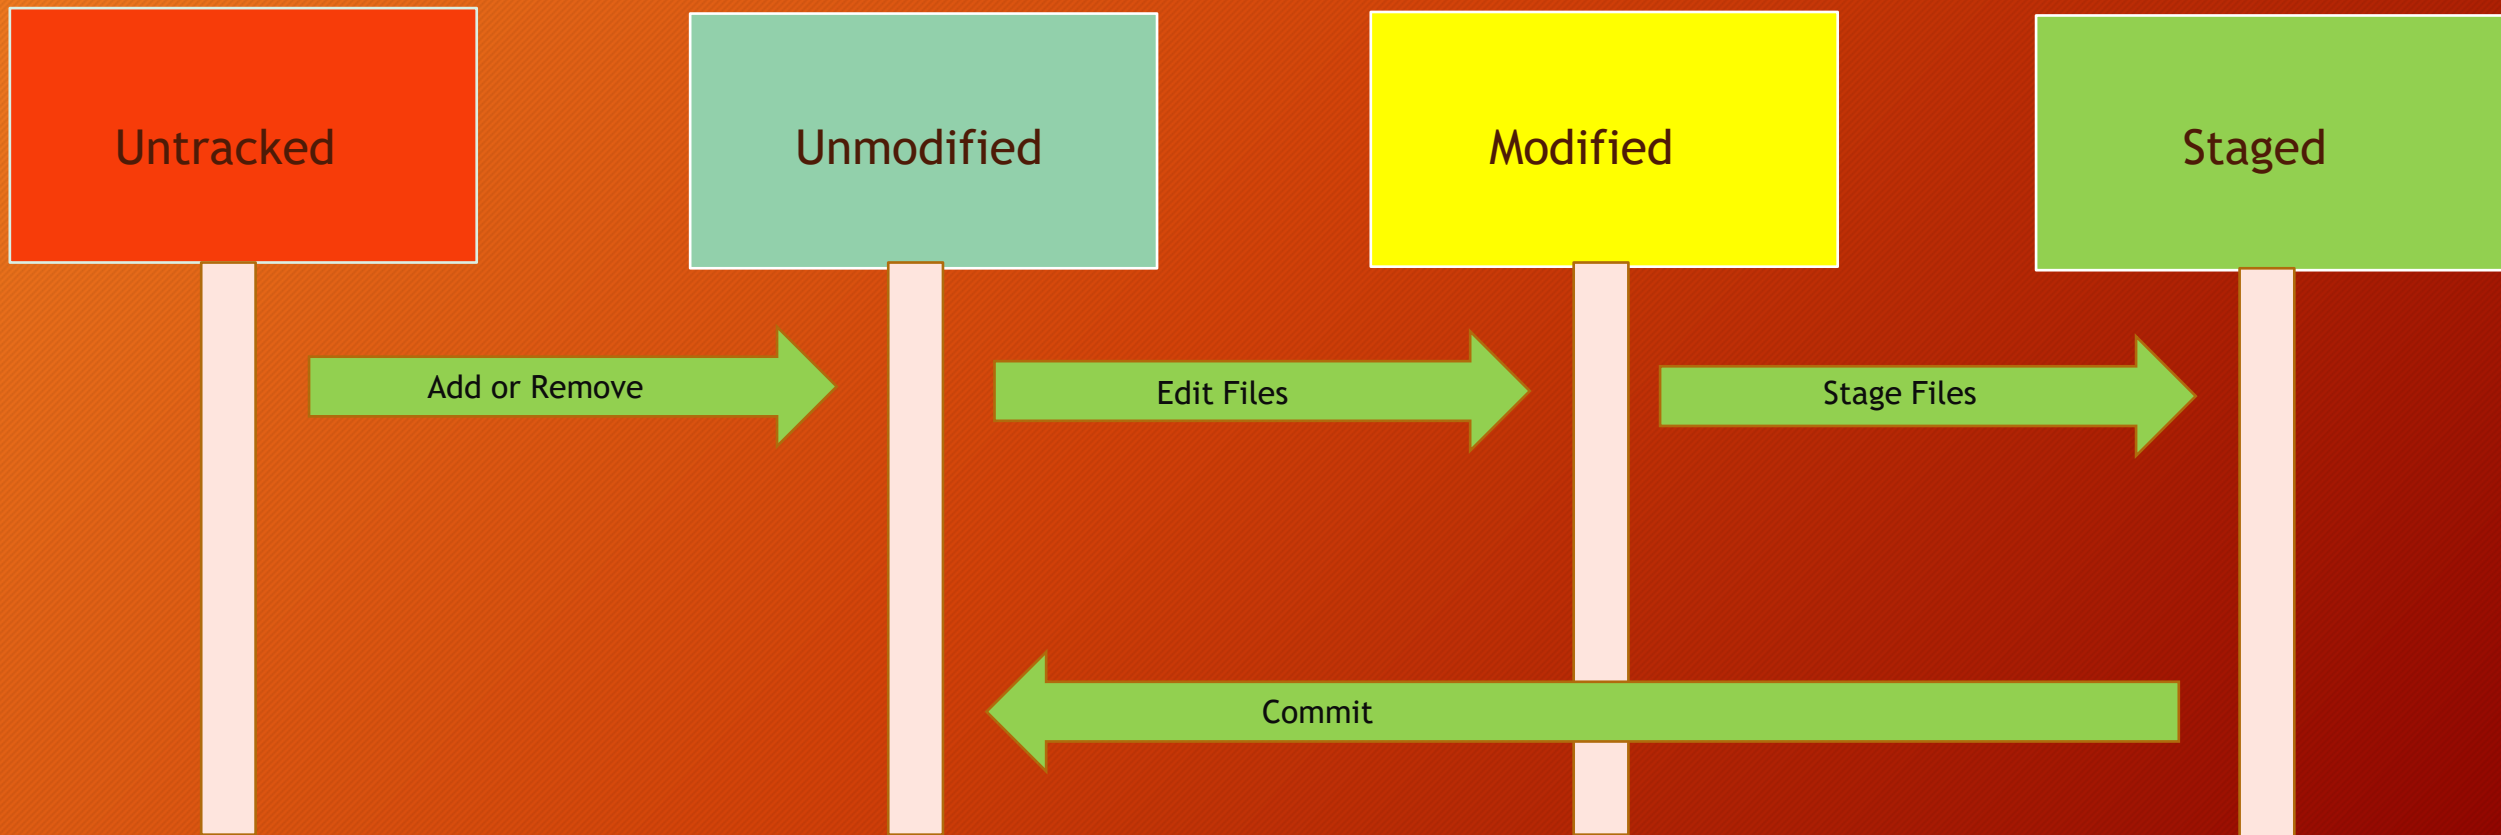 Untracked
Unmodified
Modified
Staged
Add or Remove
Edit Files
Stage Files
Commit